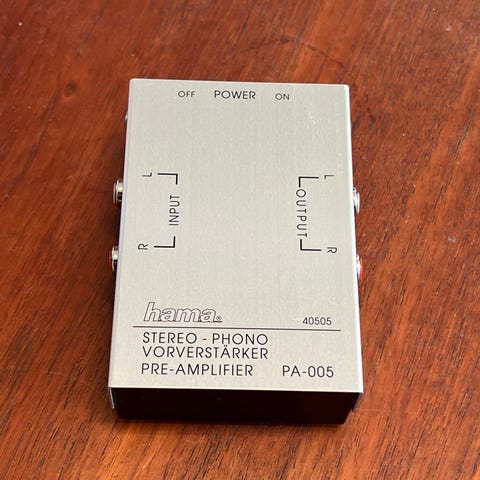 OFF POWER ON
L
INPUT
R
L
OUTPUT
R
hama®
40505
STEREO - PHONO
VORVERSTÄRKER
PRE-AMPLIFIER PA-005